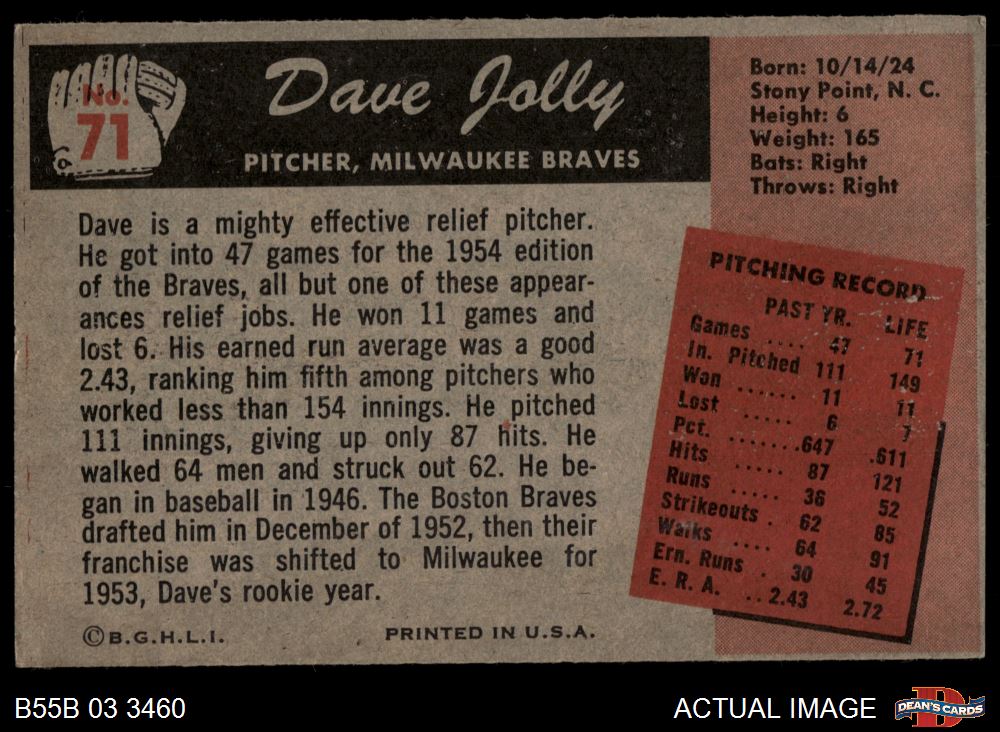 No.
71
Dave Jolly
PITCHER, MILWAUKEE BRAVES
Born: 10/14/24
Stony Point, N. C.
Height: 6
Weight: 165
Bats: Right
Throws: Right
Dave is a mighty effective relief pitcher.
He got into 47 games for the 1954 edition
of the Braves, all but one of these appear-
ances relief jobs. He won 11 games and
lost 6. His earned run average was a good
2.43, ranking him fifth among pitchers who
worked less than 154 innings. He pitched
111 innings, giving up only 87 hits. He
walked 64 men and struck out 62. He be-
gan in baseball in 1946. The Boston Braves
drafted him in December of 1952, then their
franchise was shifted to Milwaukee for
1953, Dave's rookie year.
©B.G.H.L.I.
PRINTED IN U.S.A.
PITCHING RECORD
PAST YR. LIFE
Games .... 47 71
In. Pitched 111 149
Won ...... 11 11
Lost ..... 6 7
Pct. .......647 .611
Hits ..... 87 121
Runs ..... 36 52
Strikeouts . 62 85
Walks .... 64 91
Ern. Runs . 30 45
E. R. A. ..2.43 2.72
B55B 03 3460
ACTUAL IMAGE
D
DEAN'S CARDS